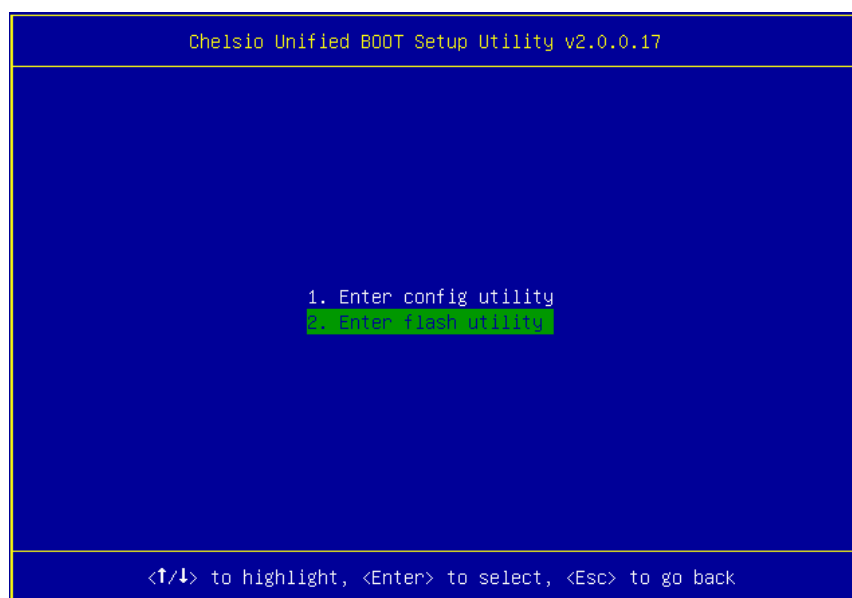 Chelsio Unified BOOT Setup Utility v2.0.0.17
1. Enter config utility
2. Enter flash utility
<↑/↓> to highlight, <Enter> to select, <Esc> to go back